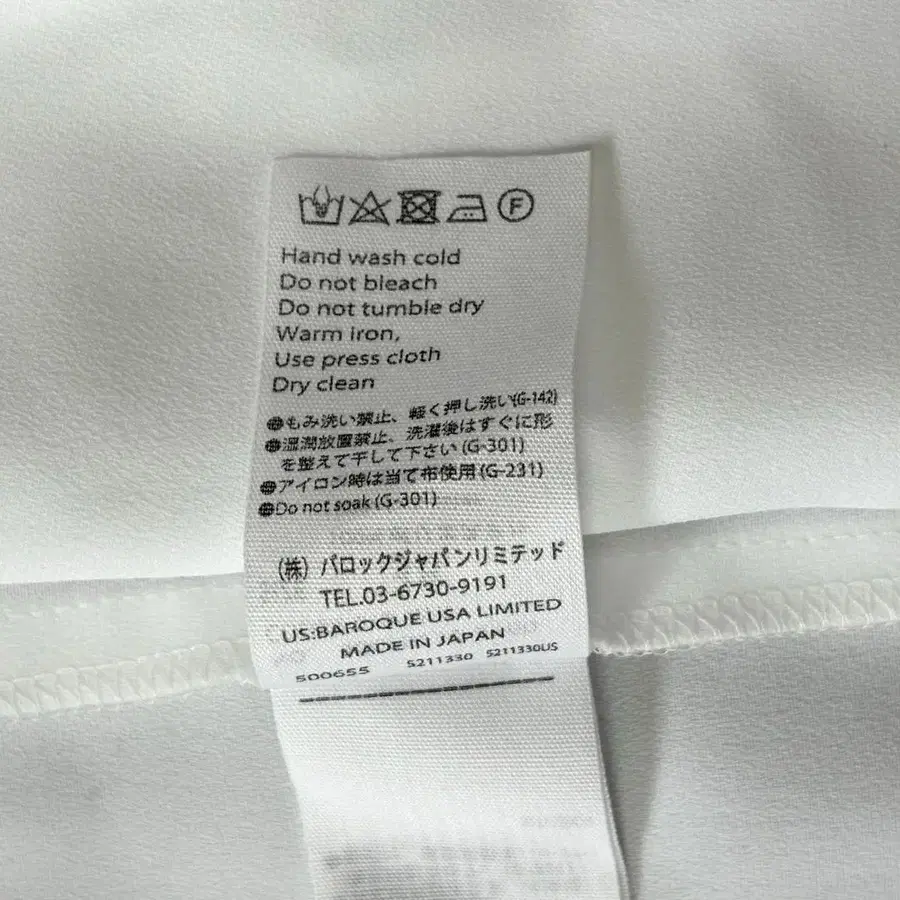 F
Hand wash cold
Do not bleach
Do not tumble dry
Warm iron,
Use press cloth
Dry clean
●もみ洗い禁止、軽く押し洗い(G-142)
●湿潤放置禁止、洗濯後はすぐに形
を整えて干して下さい(G-301)
●アイロン時は当て布使用(G-231)
●Do not soak (G-301)
(株) バロックジャパンリミテッド
TEL.03-6730-9191
US:BAROQUE USA LIMITED
MADE IN JAPAN
500655 5211330 5211330US